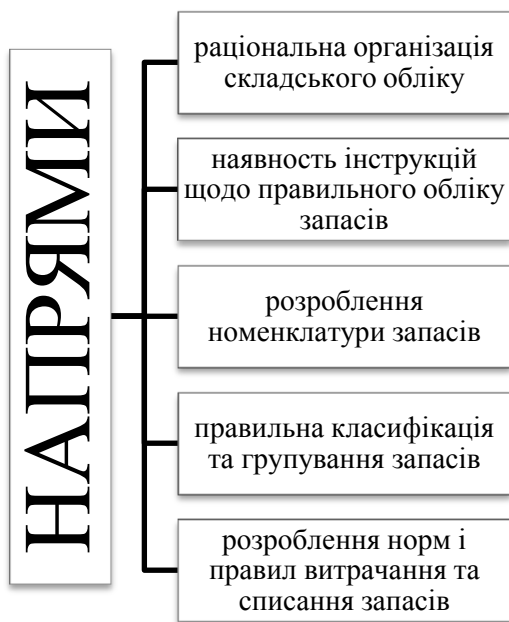 НАПРЯМИ
раціональна організація
складського обліку
наявность інструкцій
щодо правильного обліку
запасів
розроблення
номенклатури запасів
правильна класифікація
та групування запасів
розроблення норм і
правил витрачання та
списання запасів